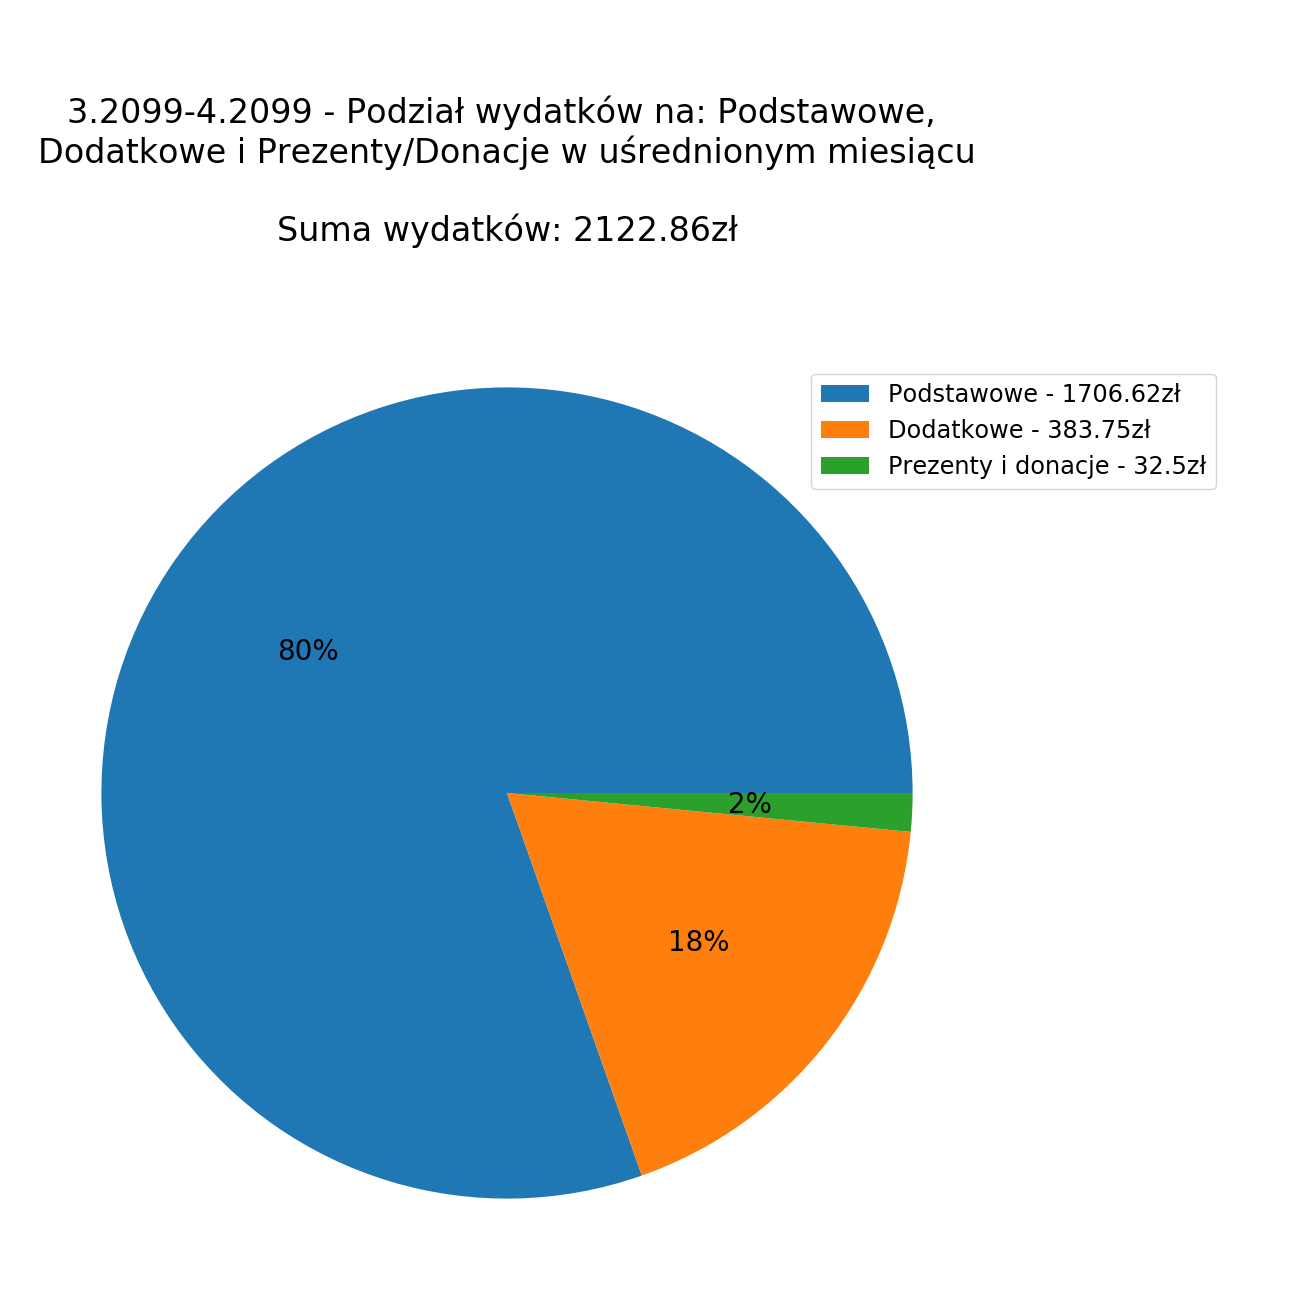 3.2099-4.2099 - Podział wydatków na: Podstawowe,
Dodatkowe i Prezenty/Donacje w uśrednionym miesiącu
Suma wydatków: 2122.86zł
Podstawowe - 1706.62zł
Dodatkowe - 383.75zł
Prezenty i donacje - 32.5zł
80%
2%
18%